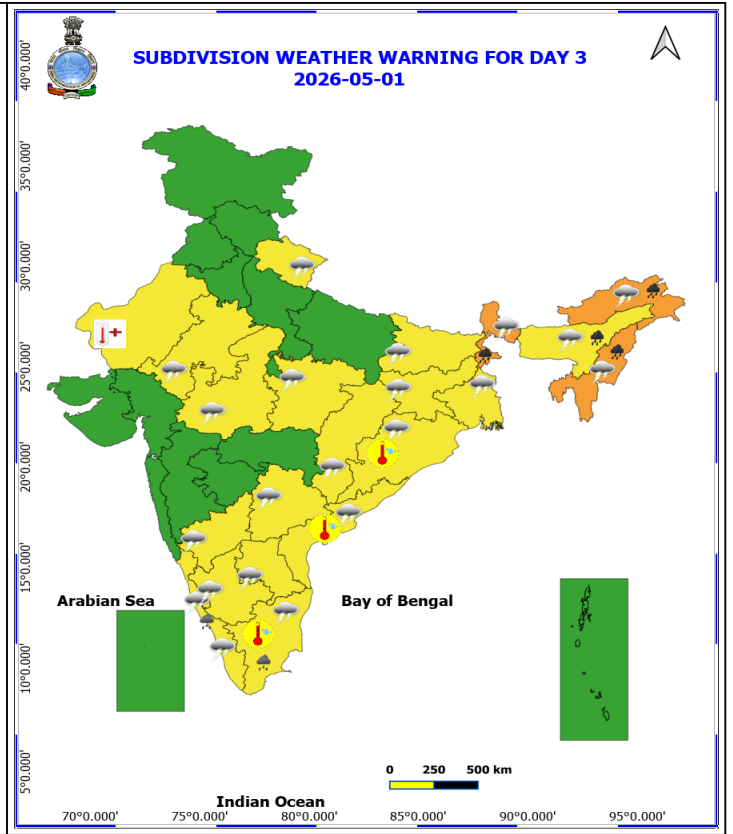 SUBDIVISION WEATHER WARNING FOR DAY 3
2026-05-01
40°0.000'
35°0.000'
30°0.000'
25°0.000'
20°0.000'
15°0.000'
10°0.000'
5°0.000'
Arabian Sea
Bay of Bengal
0 250 500 km
Indian Ocean
70°0.000' 75°0.000' 80°0.000' 85°0.000' 90°0.000' 95°0.000'